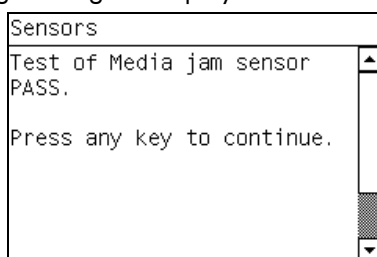 Sensors
Test of Media jam sensor
PASS.
Press any key to continue.